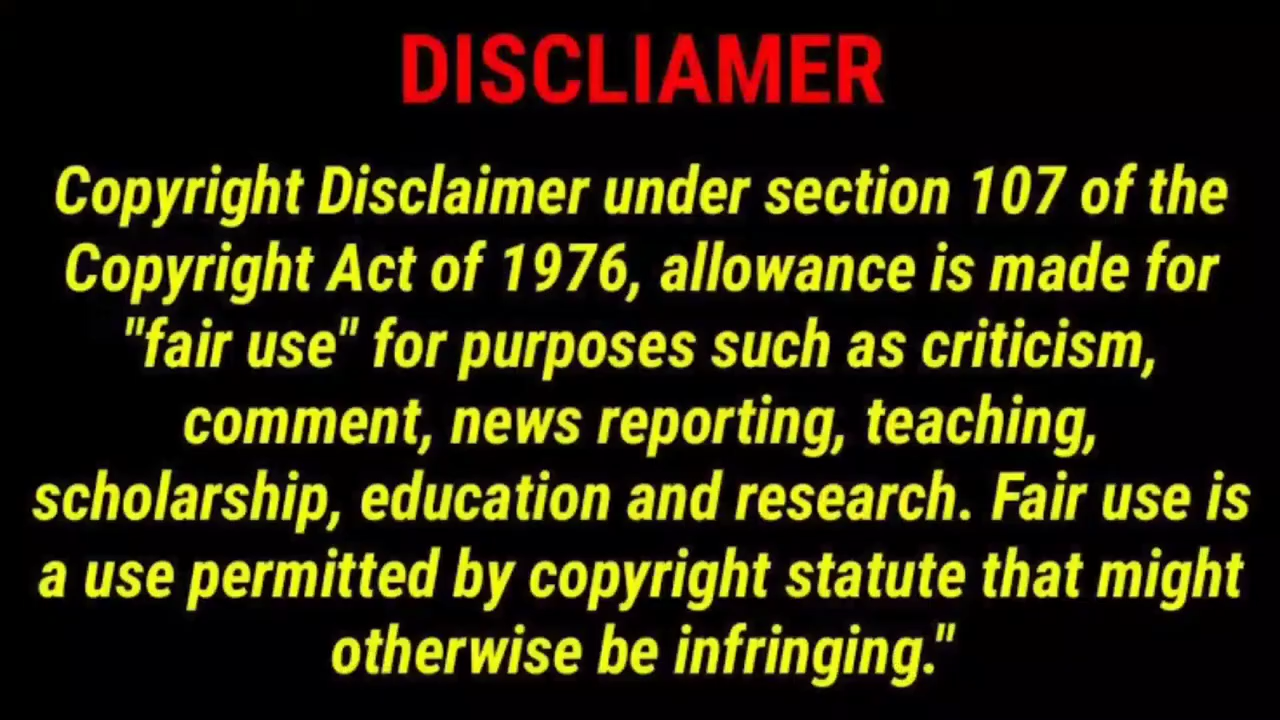 DISCLIAMER
Copyright Disclaimer under section 107 of the
Copyright Act of 1976, allowance is made for
"fair use" for purposes such as criticism,
comment, news reporting, teaching,
scholarship, education and research. Fair use is
a use permitted by copyright statute that might
otherwise be infringing."